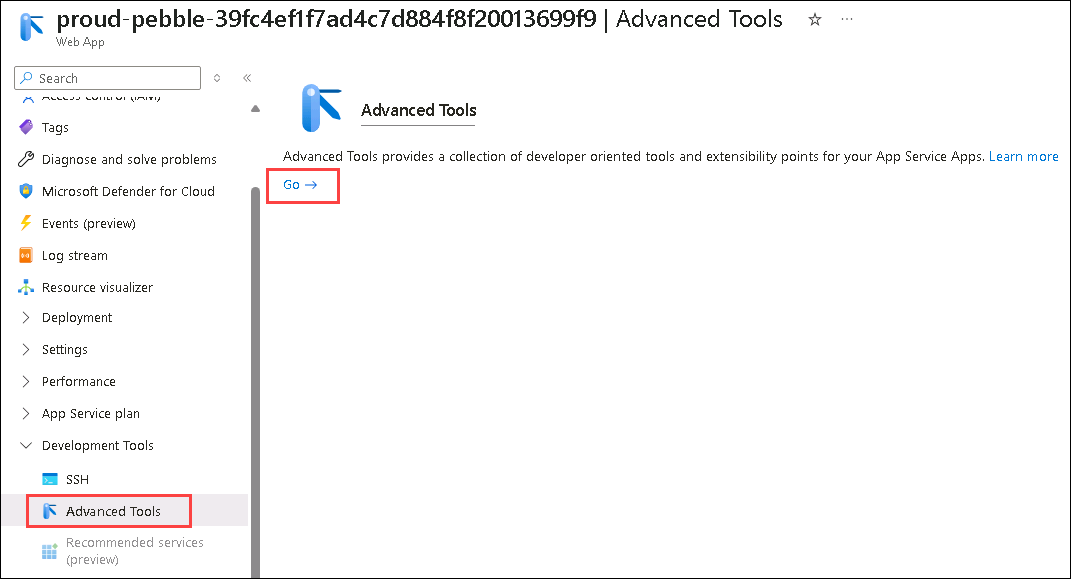 proud-pebble-39fc4ef1f7ad4c7d884f8f20013699f9 | Advanced Tools
Web App
Search
Access control (IAM)
Tags
Diagnose and solve problems
Microsoft Defender for Cloud
Events (preview)
Log stream
Resource visualizer
Deployment
Settings
Performance
App Service plan
Development Tools
SSH
Advanced Tools
Recommended services
(preview)
Advanced Tools
Advanced Tools provides a collection of developer oriented tools and extensibility points for your App Service Apps. Learn more
Go